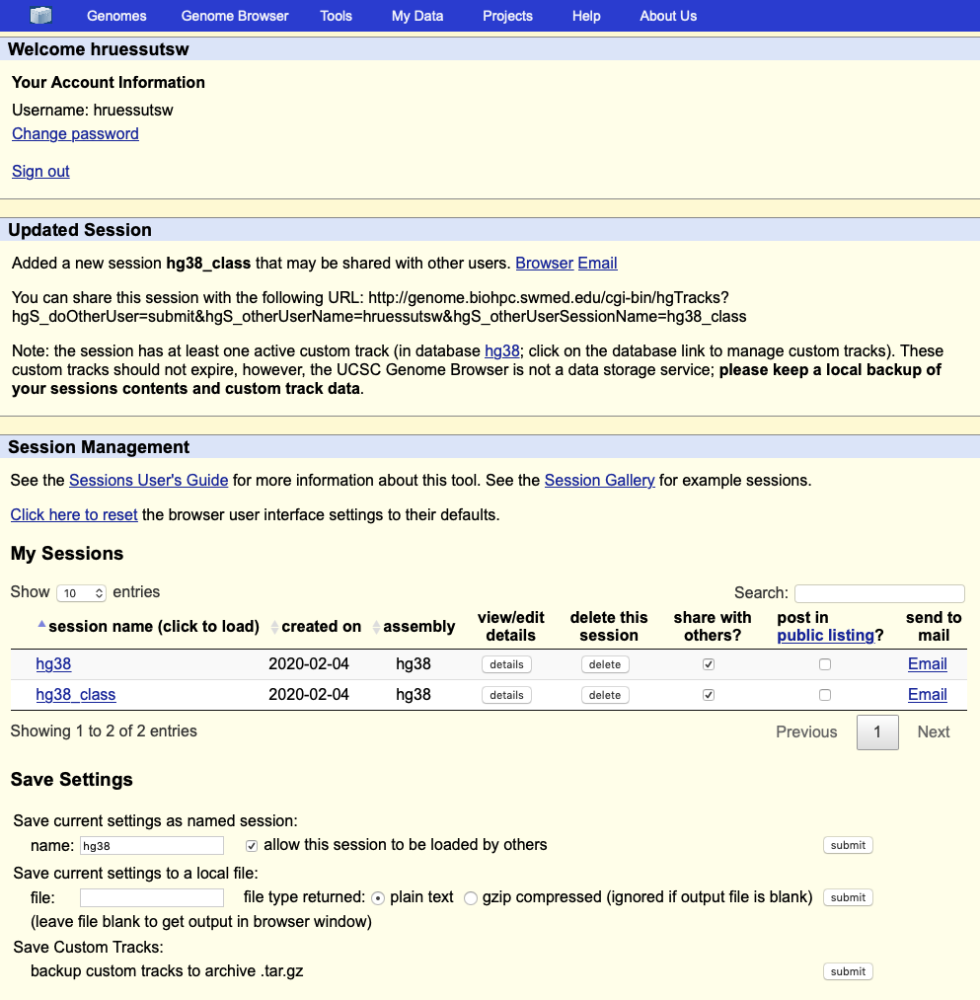 Genomes Genome Browser Tools My Data Projects Help About Us
Welcome hruessutsw
Your Account Information
Username: hruessutsw
Change password
Sign out
Updated Session
Added a new session hg38_class that may be shared with other users. Browser Email
You can share this session with the following URL: http://genome.biohpc.swmed.edu/cgi-bin/hgTracks?
hgS_doOtherUser=submit&hgS_otherUserName=hruessutsw&hgS_otherUserSessionName=hg38_class
Note: the session has at least one active custom track (in database hg38; click on the database link to manage custom tracks). These
custom tracks should not expire, however, the UCSC Genome Browser is not a data storage service; please keep a local backup of
your sessions contents and custom track data.
Session Management
See the Sessions User's Guide for more information about this tool. See the Session Gallery for example sessions.
Click here to reset the browser user interface settings to their defaults.
My Sessions
Show 10 entries Search:
session name (click to load) created on assembly view/edit details delete this session share with others? post in public listing? send to mail
hg38 2020-02-04 hg38 details delete Email
hg38_class 2020-02-04 hg38 details delete Email
Showing 1 to 2 of 2 entries Previous 1 Next
Save Settings
Save current settings as named session:
name: hg38 allow this session to be loaded by others submit
Save current settings to a local file:
file: file type returned: plain text gzip compressed (ignored if output file is blank) submit
(leave file blank to get output in browser window)
Save Custom Tracks:
backup custom tracks to archive .tar.gz submit